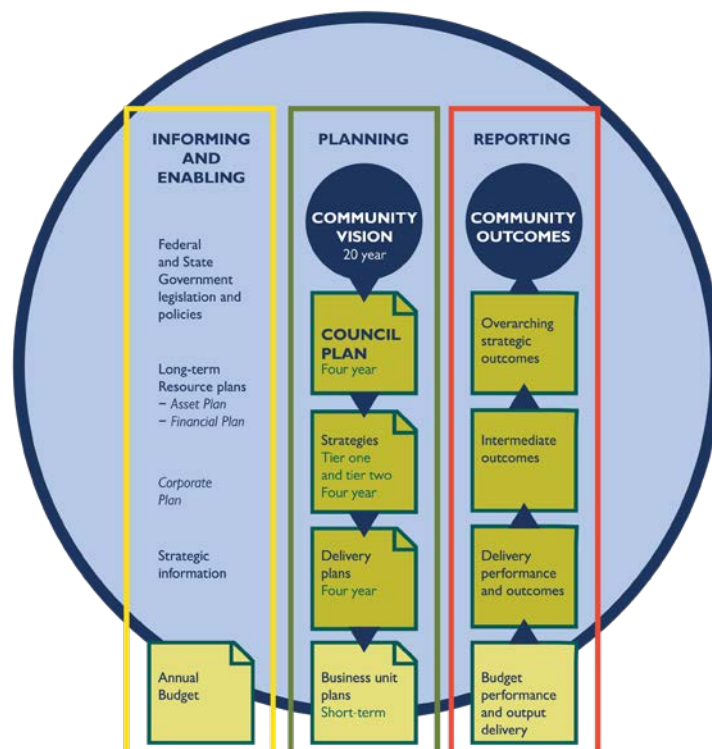 INFORMING
AND
ENABLING
Federal
and State
Government
legislation and
policies
Long-term
Resource plans
– Asset Plan
– Financial Plan
Corporate
Plan
Strategic
information
Annual
Budget
PLANNING
COMMUNITY
VISION
20 year
COUNCIL
PLAN
Four year
Strategies
Tier one
and tier two
Four year
Delivery
plans
Four year
Business unit
plans
Short-term
REPORTING
COMMUNITY
OUTCOMES
Overarching
strategic
outcomes
Intermediate
outcomes
Delivery
performance
and outcomes
Budget
performance
and output
delivery